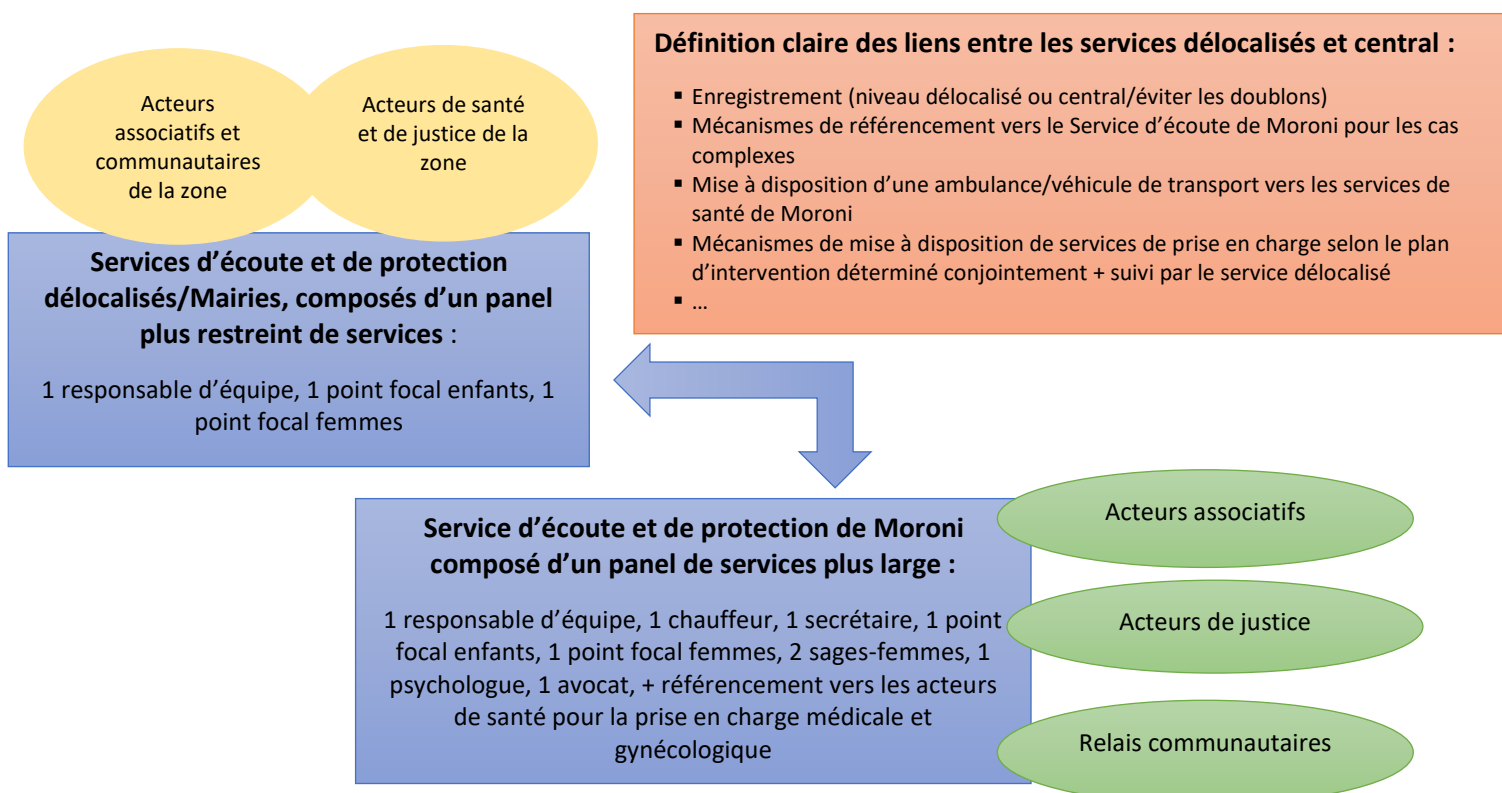 Acteurs
associatifs et
communautaires
de la zone
Acteurs de santé
et de justice de la
zone
Définition claire des liens entre les services délocalisés et central :
▪ Enregistrement (niveau délocalisé ou central/éviter les doublons)
▪ Mécanismes de référencement vers le Service d’écoute de Moroni pour les cas
complexes
▪ Mise à disposition d’une ambulance/véhicule de transport vers les services de
santé de Moroni
▪ Mécanismes de mise à disposition de services de prise en charge selon le plan
d’intervention déterminé conjointement + suivi par le service délocalisé
▪ …
Services d’écoute et de protection
délocalisés/Mairies, composés d’un panel
plus restreint de services :
1 responsable d’équipe, 1 point focal enfants, 1
point focal femmes
Service d’écoute et de protection de Moroni
composé d’un panel de services plus large :
1 responsable d’équipe, 1 chauffeur, 1 secrétaire, 1 point
focal enfants, 1 point focal femmes, 2 sages-femmes, 1
psychologue, 1 avocat, + référencement vers les acteurs
de santé pour la prise en charge médicale et
gynécologique
Acteurs associatifs
Acteurs de justice
Relais communautaires